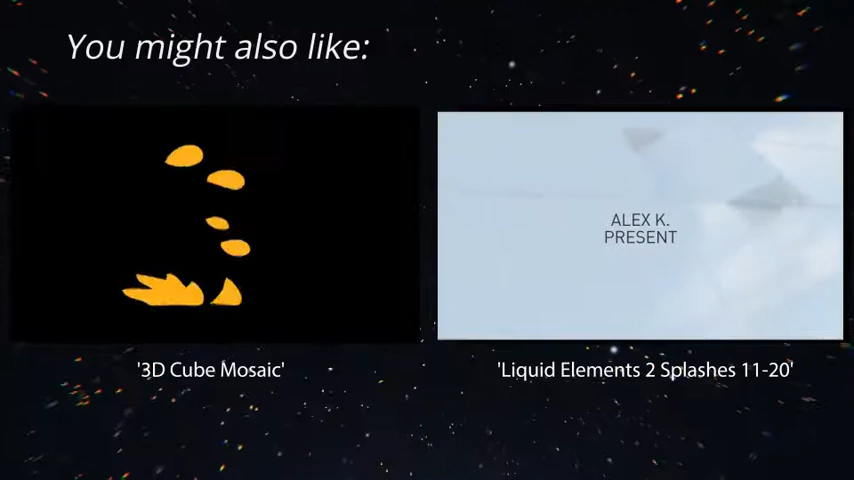 You might also like:
ALEX K.
PRESENT
'3D Cube Mosaic'
'Liquid Elements 2 Splashes 11-20'